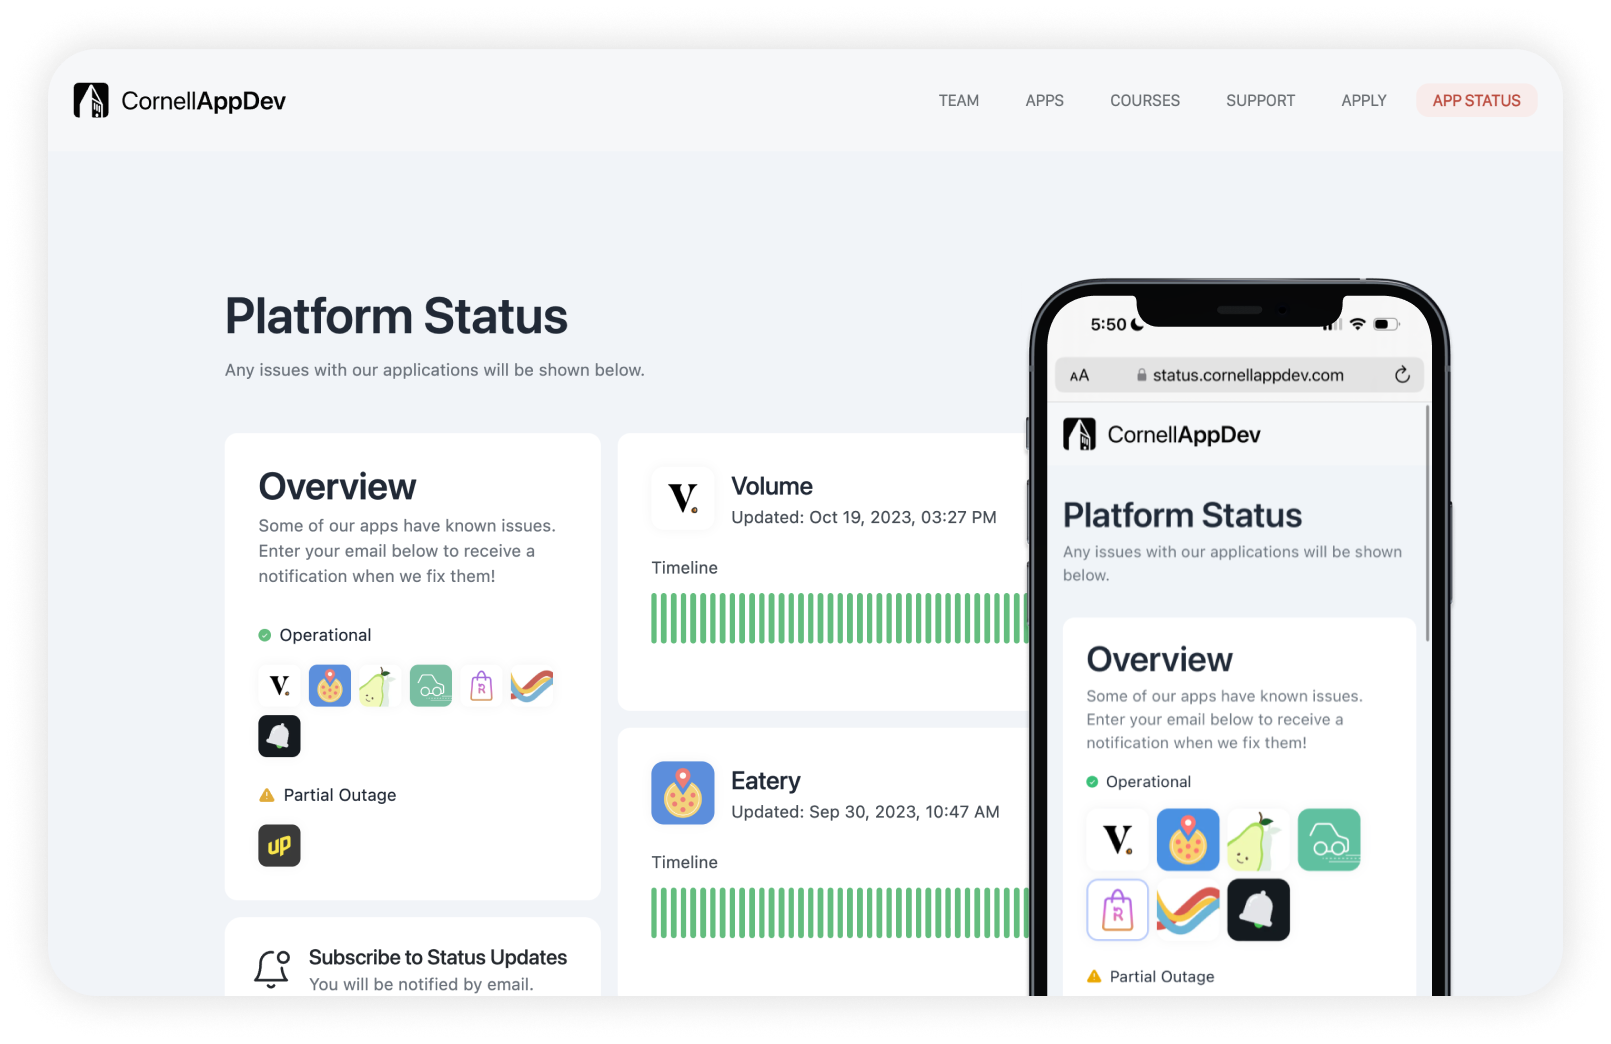 CornellAppDev
TEAM
APPS
COURSES
SUPPORT
APPLY
APP STATUS
Platform Status
Any issues with our applications will be shown below.
Overview
Some of our apps have known issues.
Enter your email below to receive a
notification when we fix them!
Operational
V.
R
Partial Outage
up
Subscribe to Status Updates
You will be notified by email.
V.
Volume
Updated: Oct 19, 2023, 03:27 PM
Timeline
Eatery
Updated: Sep 30, 2023, 10:47 AM
Timeline
5:50
AA
status.cornellappdev.com
CornellAppDev
Platform Status
Any issues with our applications will be shown
below.
Overview
Some of our apps have known issues.
Enter your email below to receive a
notification when we fix them!
Operational
V.
R
Partial Outage